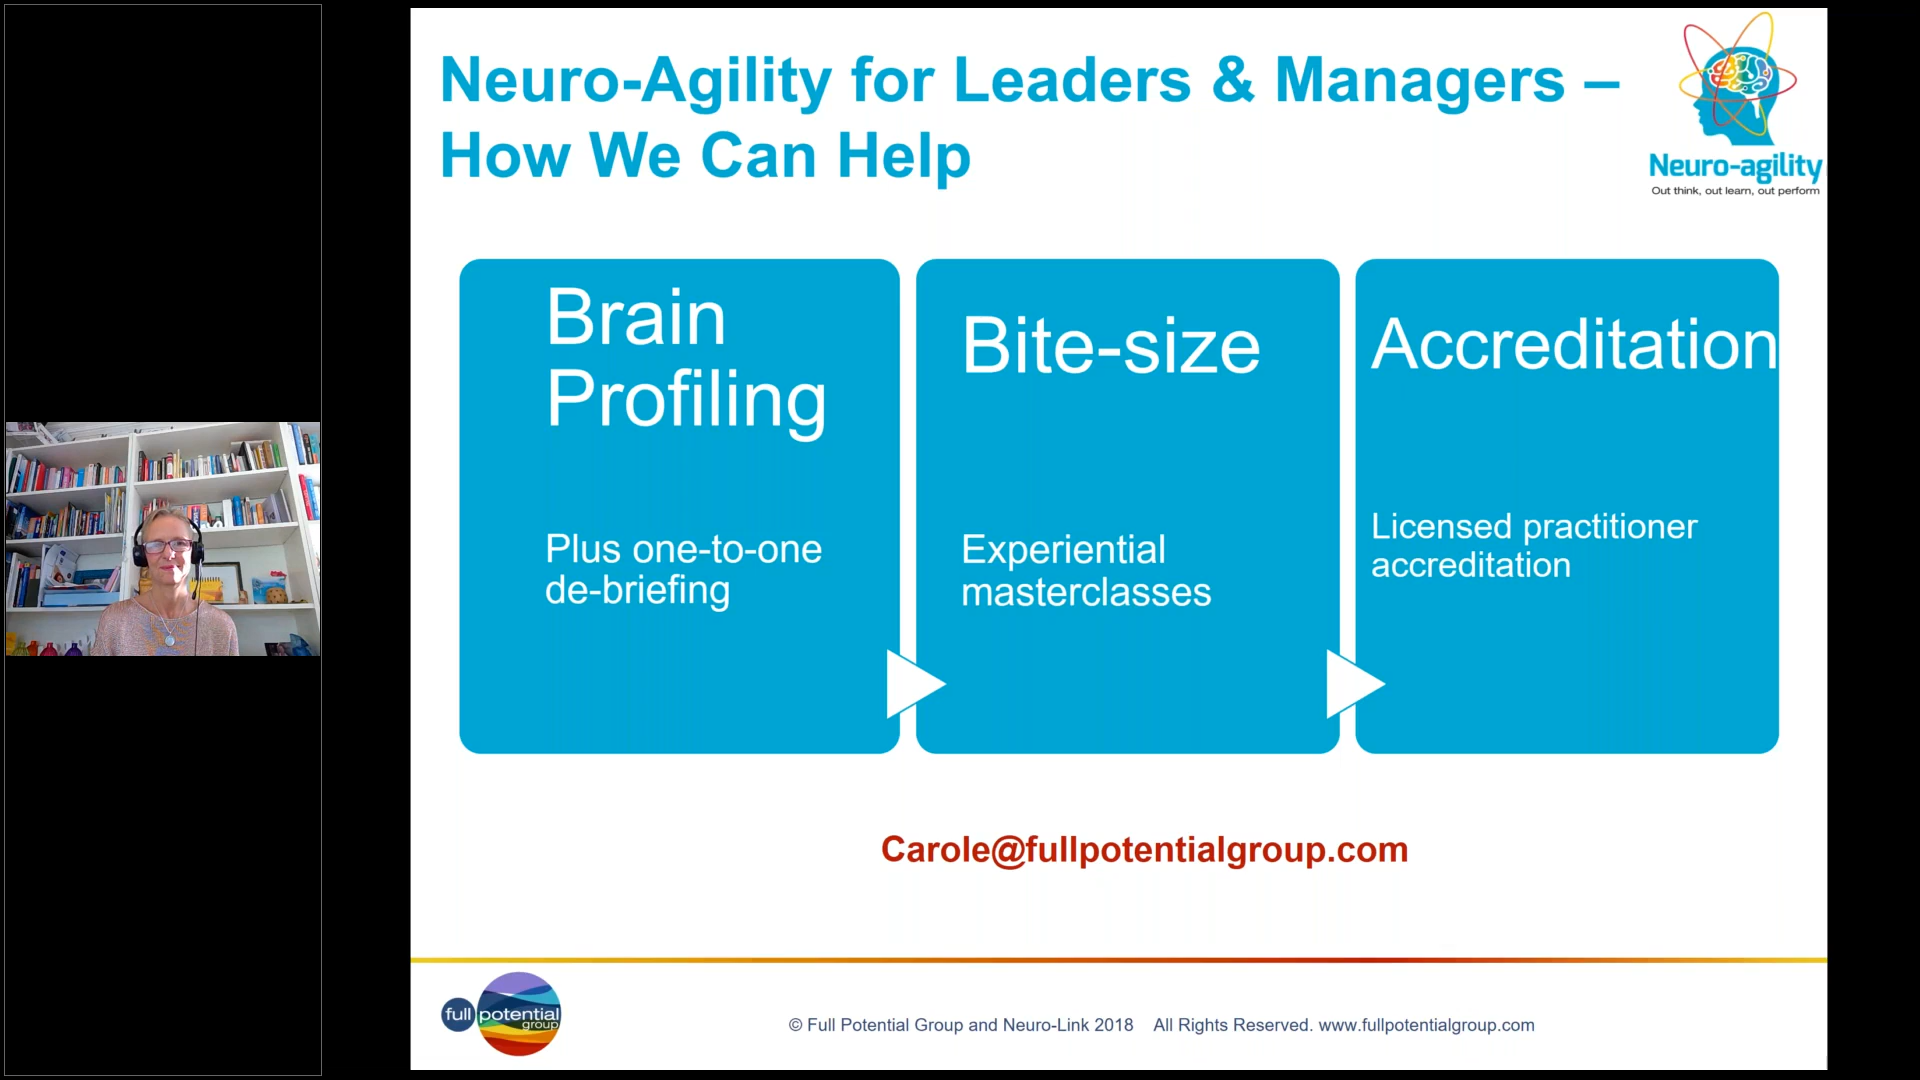 Neuro-Agility for Leaders & Managers –
How We Can Help
Neuro-agility
Out think, out learn, out perform
Brain
Profiling
Plus one-to-one
de-briefing
Bite-size
Experiential
masterclasses
Accreditation
Licensed practitioner
accreditation
Carole@fullpotentialgroup.com
full potential
group
© Full Potential Group and Neuro-Link 2018 All Rights Reserved. www.fullpotentialgroup.com